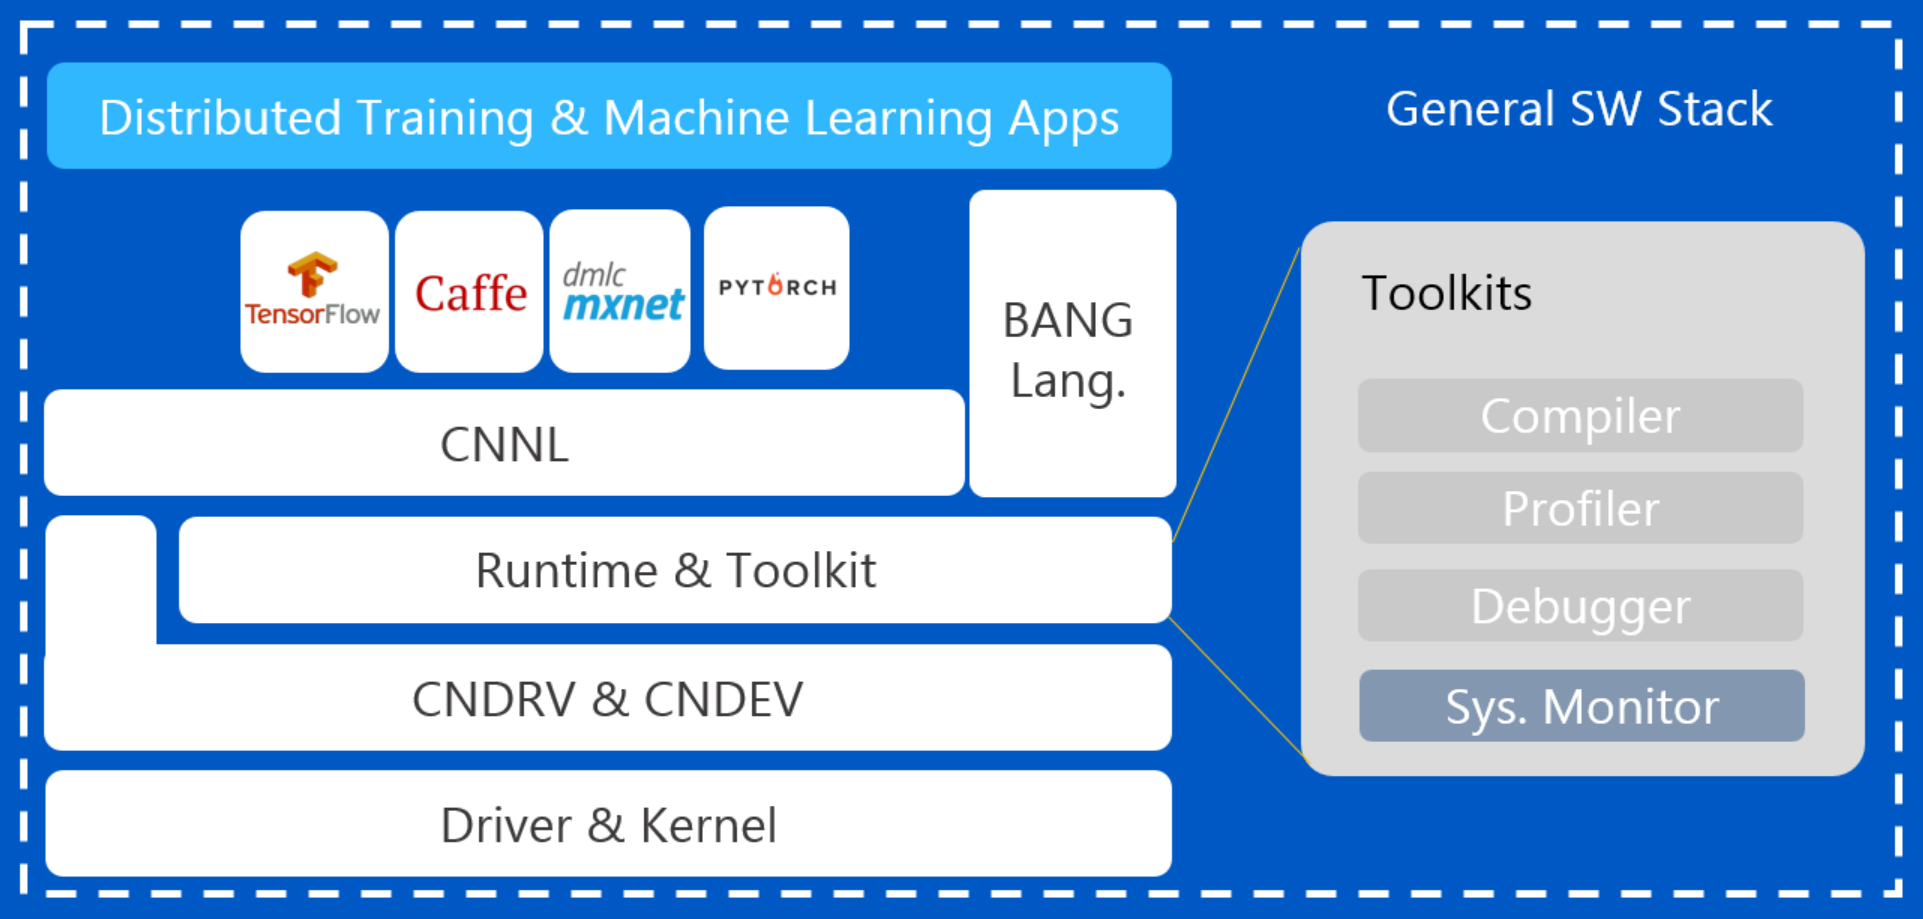 Distributed Training & Machine Learning Apps
General SW Stack
TensorFlow
Caffe
dmlc
mxnet
PYTORCH
BANG
Lang.
CNNL
Runtime & Toolkit
CNDRV & CNDEV
Driver & Kernel
Toolkits
Compiler
Profiler
Debugger
Sys. Monitor